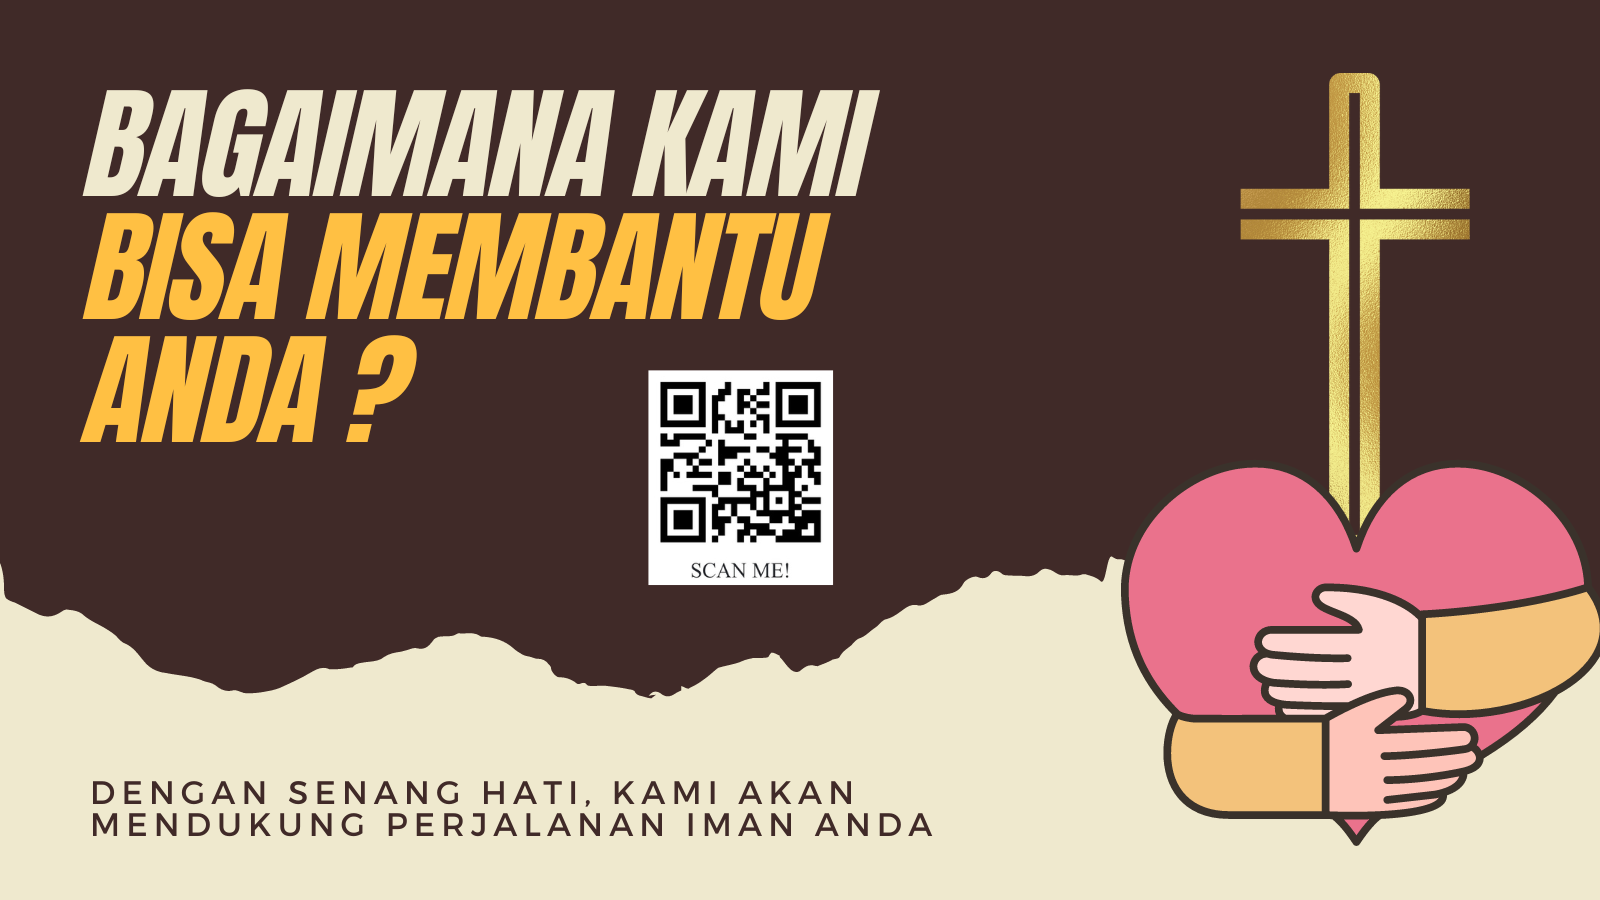 BAGAIMANA KAMI
BISA MEMBANTU
ANDA ?
SCAN ME!
DENGAN SENANG HATI, KAMI AKAN
MENDUKUNG PERJALANAN IMAN ANDA